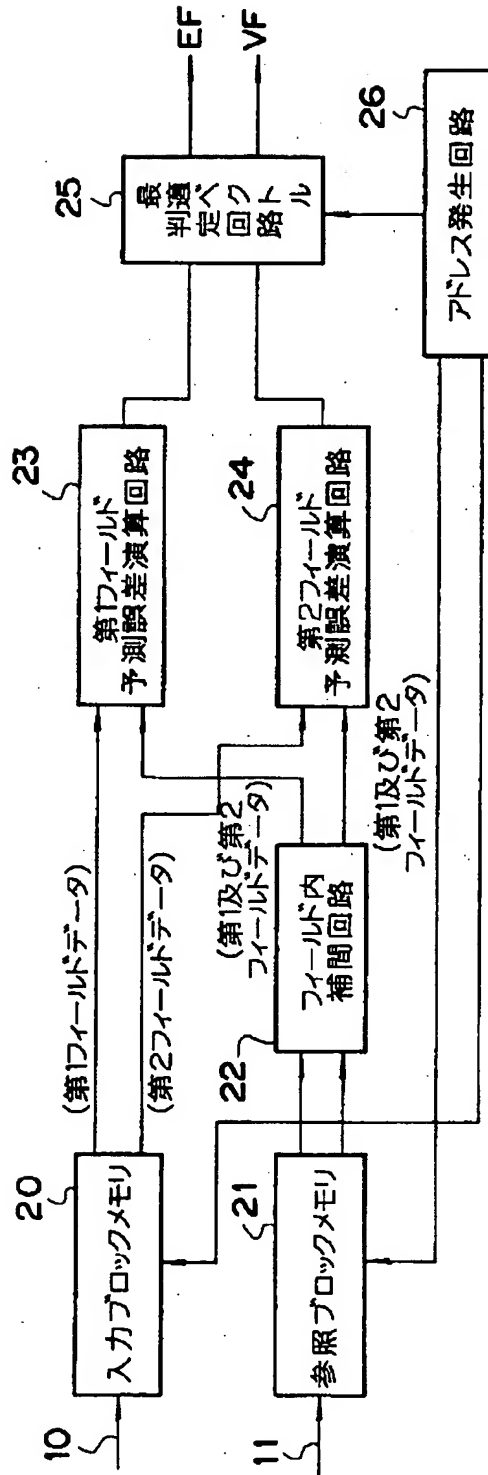 10
20
入力ブロックメモリ
(第1フィールドデータ)
(第2フィールドデータ)
11
21
参照ブロックメモリ
22
フィールド内
補間回路
(第1及び第2
フィールドデータ)
(第1及び第2
フィールドデータ)
23
第1フィールド
予測誤差演算回路
24
第2フィールド
予測誤差演算回路
25
最適ベクトル
判定回路
EF
VF
26
アドレス発生回路